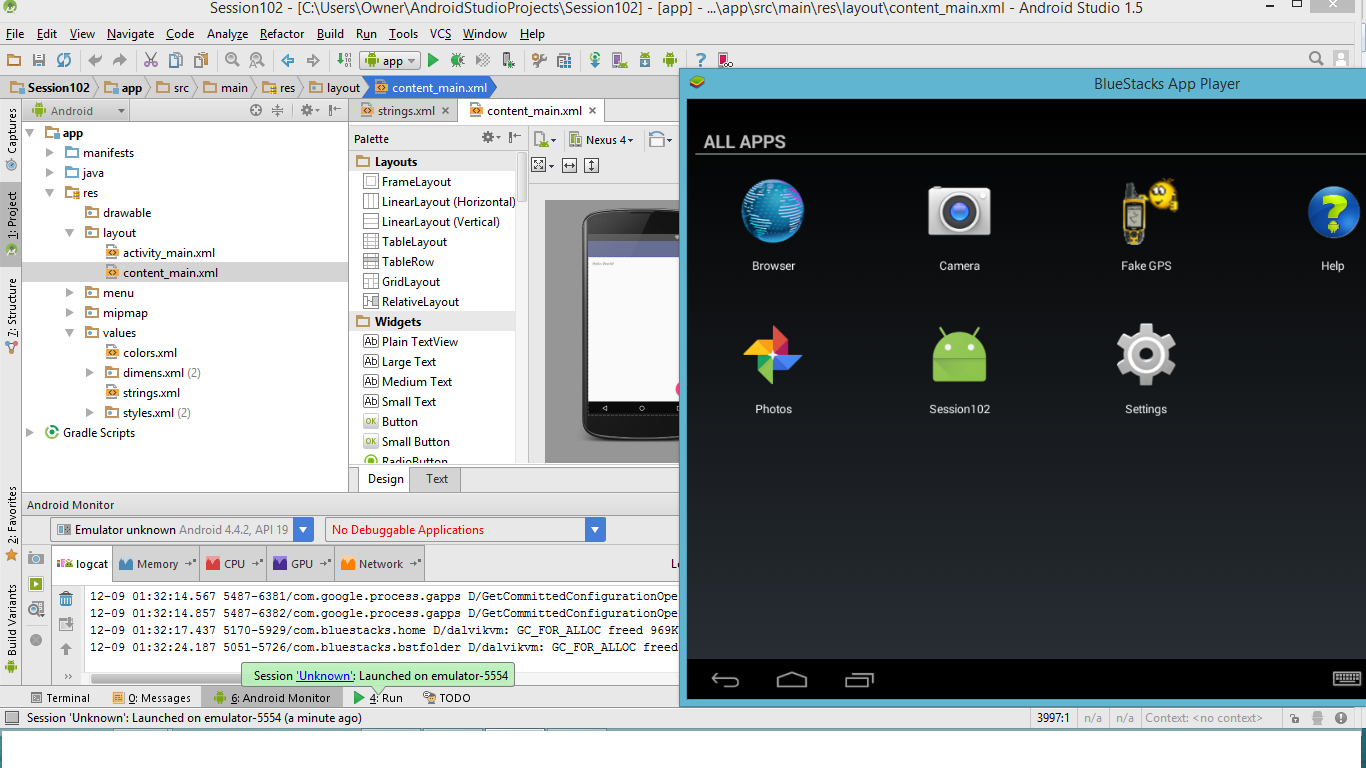 Session102 - [C:\Users\Owner\AndroidStudioProjects\Session102] - [app] - ...\app\src\main\res\layout\content_main.xml - Android Studio 1.5
File Edit View Navigate Code Analyze Refactor Build Run Tools VCS Window Help
app
Session102 app src main res layout content_main.xml
BlueStacks App Player
Captures
1: Project
7: Structure
2: Favorites
Build Variants
Android
app
manifests
java
res
drawable
layout
activity_main.xml
content_main.xml
menu
mipmap
values
colors.xml
dimens.xml (2)
strings.xml
styles.xml (2)
Gradle Scripts
strings.xml content_main.xml
Palette
Nexus 4
Layouts
FrameLayout
LinearLayout (Horizontal)
LinearLayout (Vertical)
TableLayout
TableRow
GridLayout
RelativeLayout
Widgets
Ab Plain TextView
Ab Large Text
Ab Medium Text
Ab Small Text
OK Button
OK Small Button
RadioButton
Hello World!
Design Text
ALL APPS
Browser Camera Fake GPS Help
Photos Session102 Settings
Android Monitor
Emulator unknown Android 4.4.2, API 19
No Debuggable Applications
logcat Memory CPU GPU Network
12-09 01:32:14.567 5487-6381/com.google.process.gapps D/GetCommittedConfigurationOpe
12-09 01:32:14.857 5487-6382/com.google.process.gapps D/GetCommittedConfigurationOpe
12-09 01:32:17.437 5170-5929/com.bluestacks.home D/dalvikvm: GC_FOR_ALLOC freed 969K
12-09 01:32:24.187 5051-5726/com.bluestacks.bstfolder D/dalvikvm: GC_FOR_ALLOC freed
Session 'Unknown': Launched on emulator-5554
Terminal 0: Messages 6: Android Monitor 4: Run TODO
Session 'Unknown': Launched on emulator-5554 (a minute ago)
3997:1 n/a n/a Context: <no context>